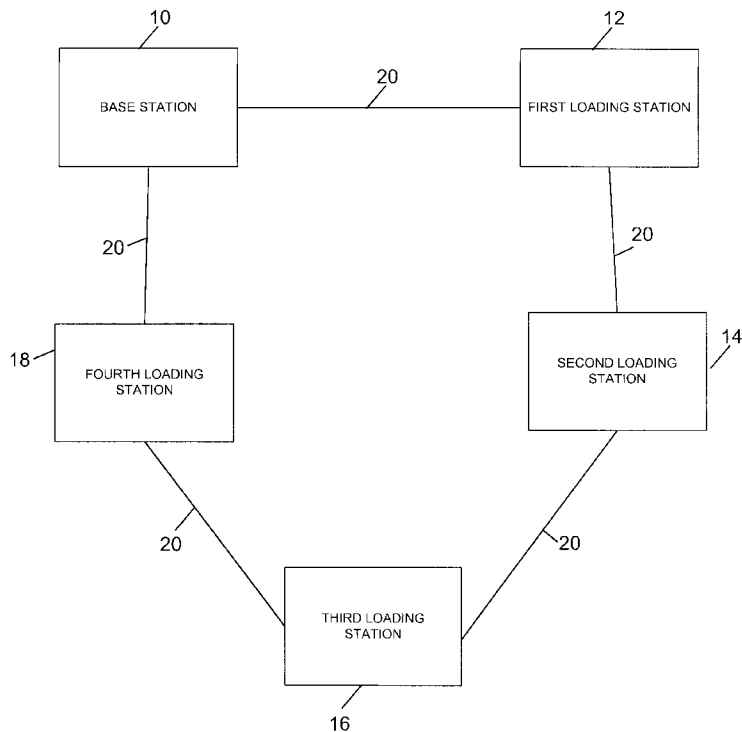 10
12
BASE STATION
20
FIRST LOADING STATION
20
20
18
FOURTH LOADING
STATION
SECOND LOADING
STATION
14
20
20
THIRD LOADING
STATION
16